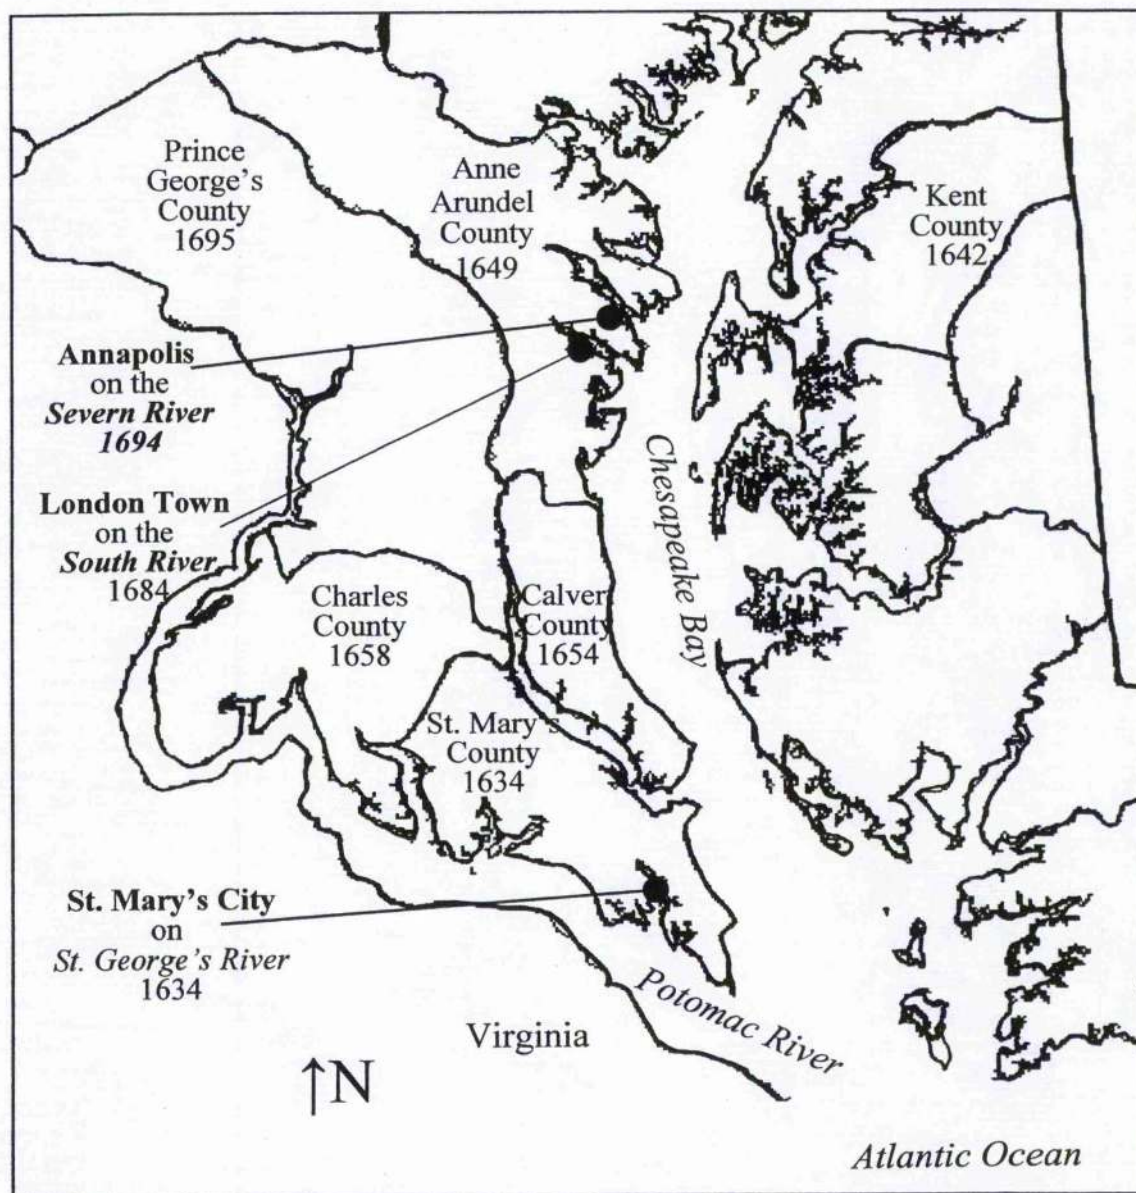 Prince
George's
County
1695
Anne
Arundel
County
1649
Kent
County
1642
Annapolis
on the
Severn River
1694
London Town
on the
South River
1684
Chesapeake Bay
Charles
County
1658
Calver
County
1654
St. Mary's
County
1634
St. Mary's City
on
St. George's River
1634
Potomac River
Virginia
↑N
Atlantic Ocean